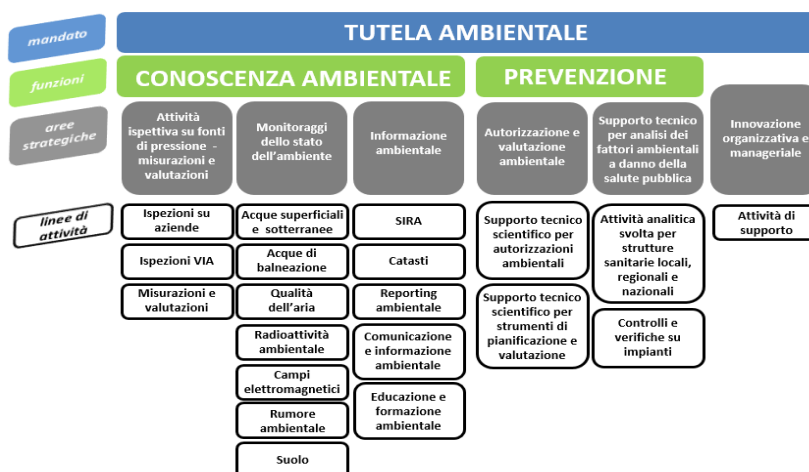 mandato
TUTELA AMBIENTALE
funzioni
CONOSCENZA AMBIENTALE
PREVENZIONE
aree
strategiche
Attività
ispettiva su fonti
di pressione -
misurazioni e
valutazioni
Monitoraggi
dello stato
dell'ambiente
Informazione
ambientale
Autorizzazione e
valutazione
ambientale
Supporto tecnico
per analisi dei
fattori ambientali
a danno della
salute pubblica
Innovazione
organizzativa e
manageriale
linee di
attività
Ispezioni su
aziende
Ispezioni VIA
Misurazioni e
valutazioni
Acque superficiali
e sotterranee
Acque di
balneazione
Qualità
dell'aria
Radioattività
ambientale
Campi
elettromagnetici
Rumore
ambientale
Suolo
SIRA
Catasti
Reporting
ambientale
Comunicazione
e informazione
ambientale
Educazione e
formazione
ambientale
Supporto tecnico
scientifico per
autorizzazioni
ambientali
Supporto tecnico
scientifico per
strumenti di
pianificazione e
valutazione
Attività analitica
svolta per
strutture
sanitarie locali,
regionali e
nazionali
Controlli e
verifiche su
impianti
Attività di
supporto